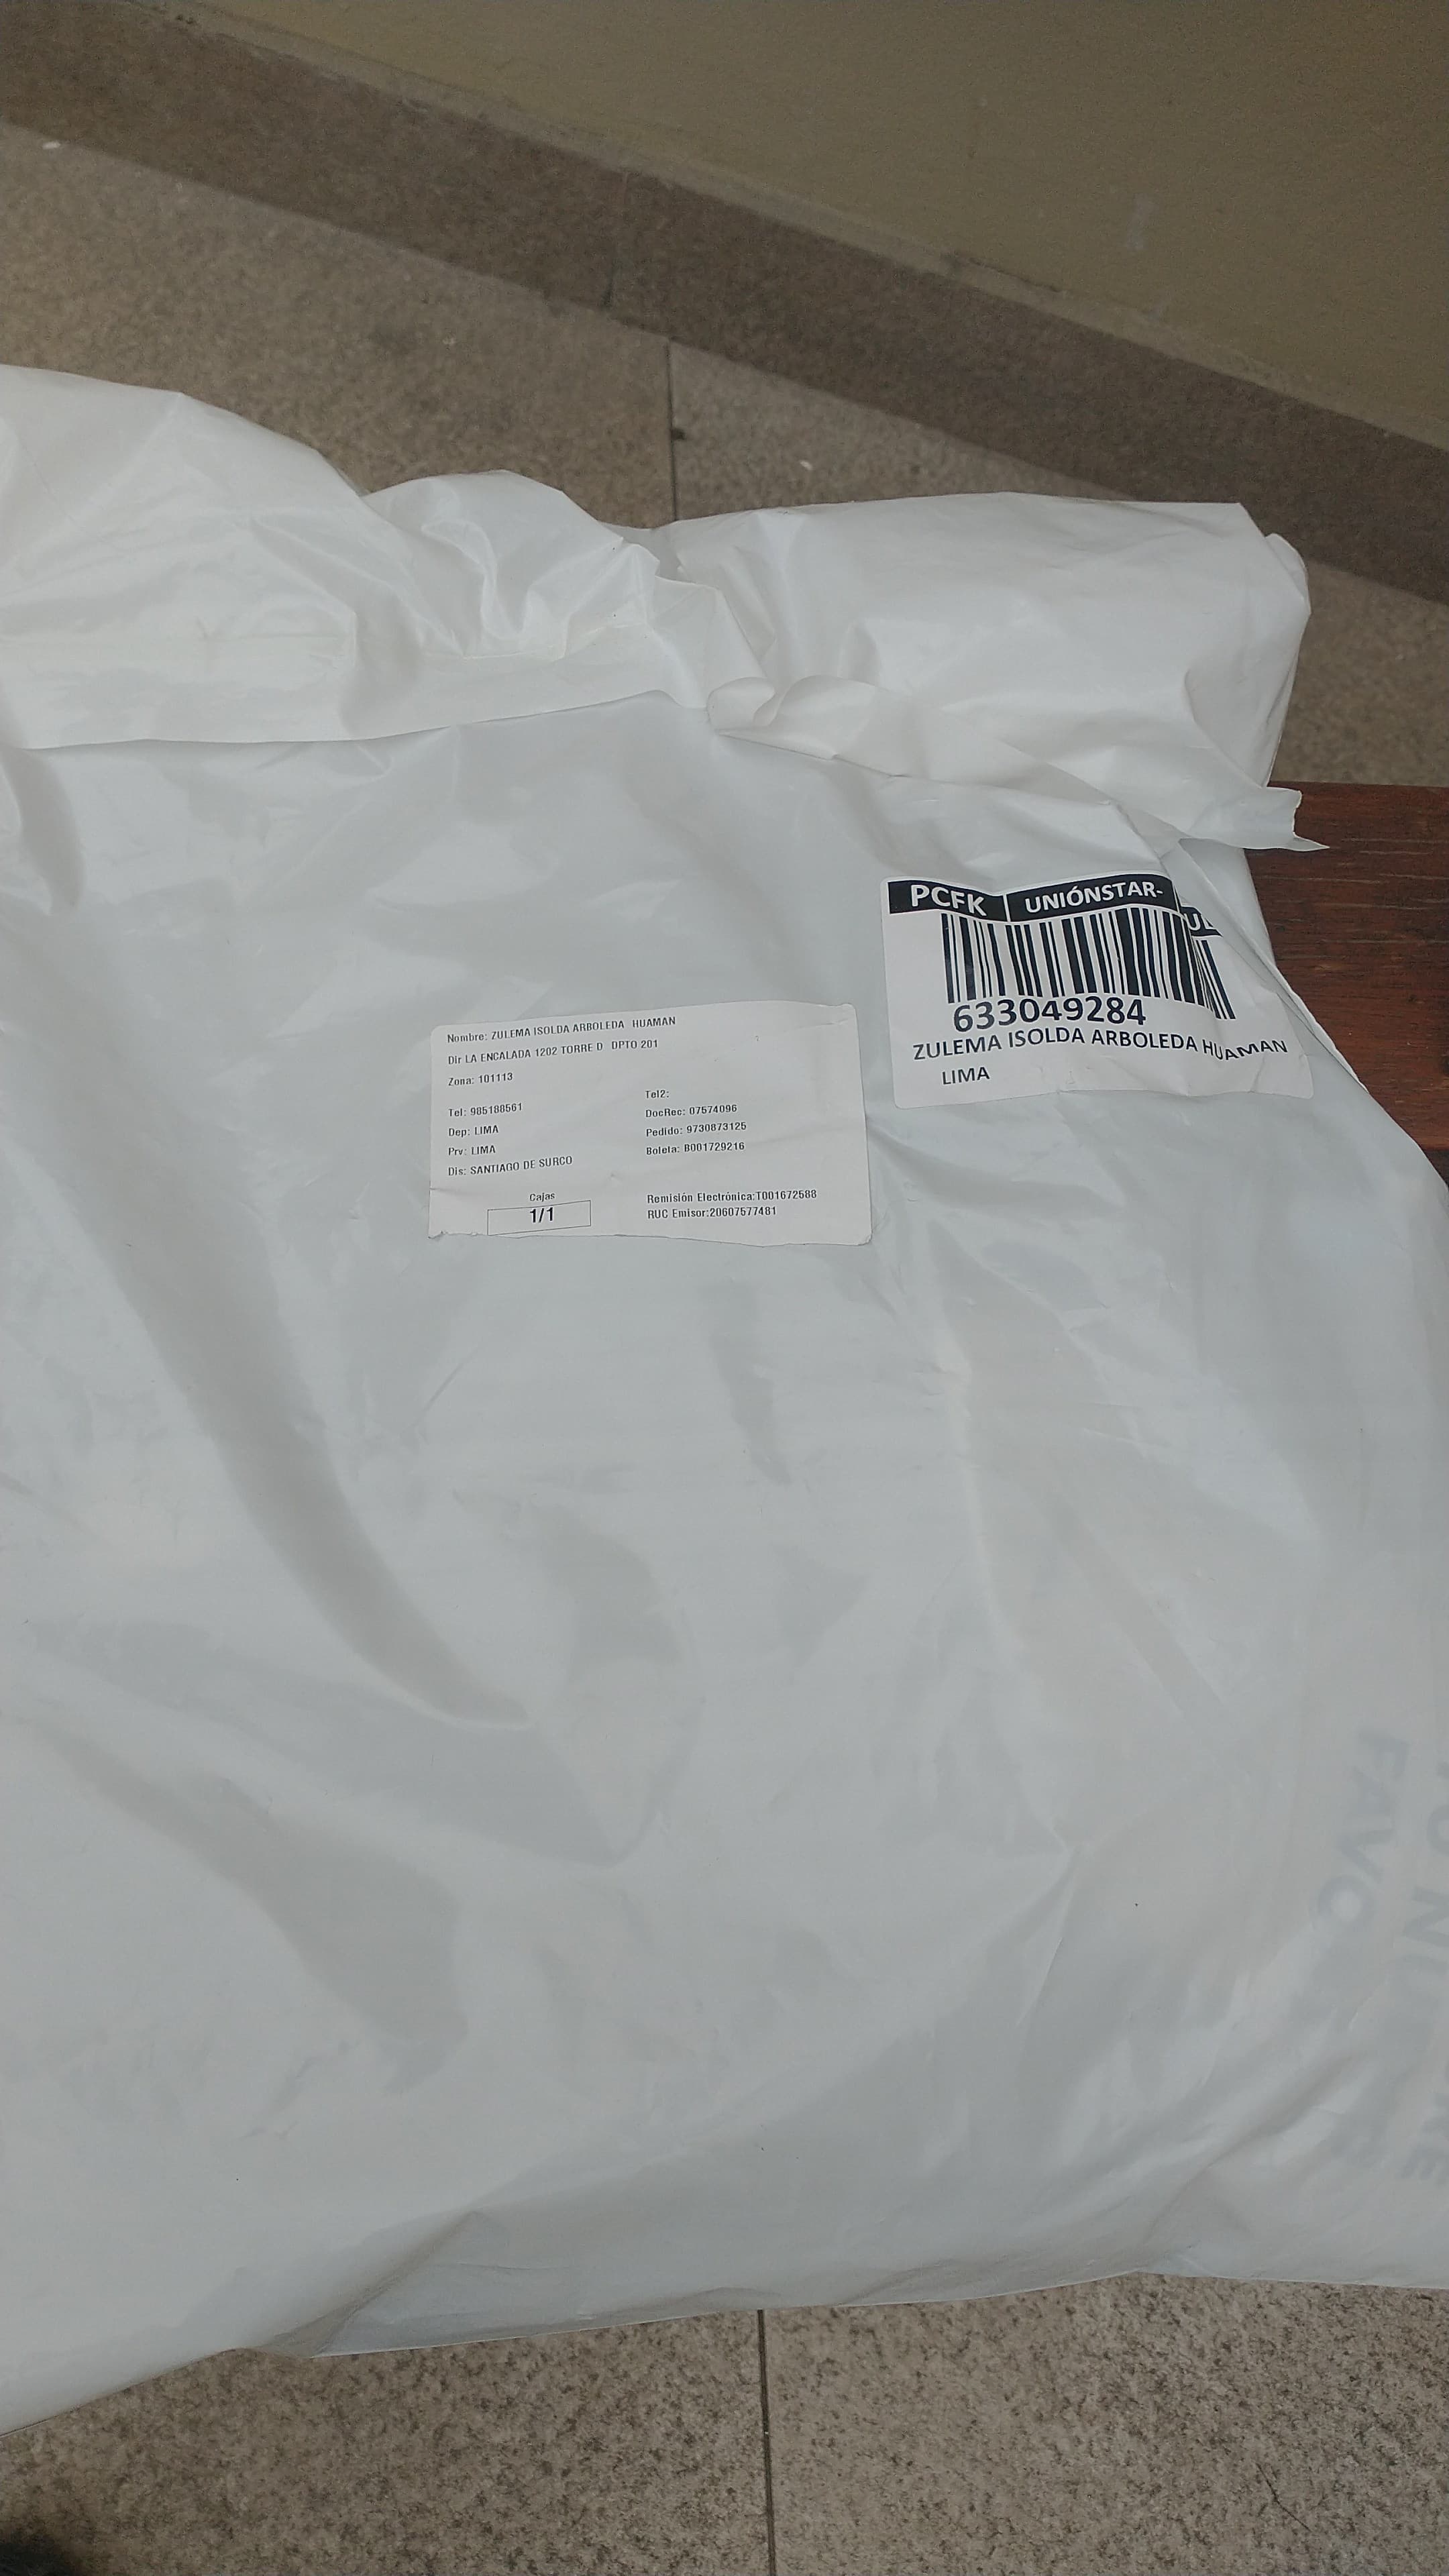 PCFK UNIÓNSTAR-
633049284
ZULEMA ISOLDA ARBOLEDA HUAMAN
LIMA
Nombre: ZULEMA ISOLDA ARBOLEDA HUAMAN
Dir LA ENCALADA 1202 TORRE D DPTO 201
Zona: 101113
Tel: 985188561
Dep: LIMA
Prv: LIMA
Dis: SANTIAGO DE SURCO
Tel2:
DocRec: 07574096
Pedido: 9730873125
Boleta: B001729216
Cajas
1/1
Remisión Electrónica:T001672588
RUC Emisor:20607577481